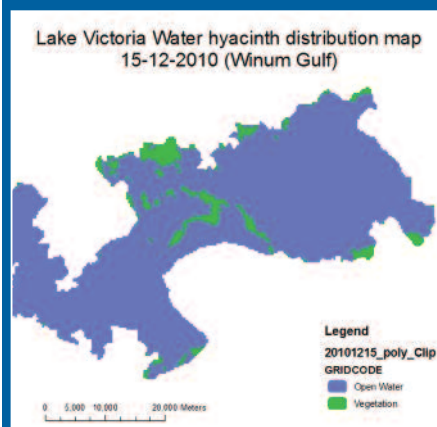 Lake Victoria Water hyacinth distribution map
15-12-2010 (Winum Gulf)
Legend
20101215_poly_Clip
GRIDCODE
Open Water
Vegetation
0 5,000 10,000 20,000 Meters